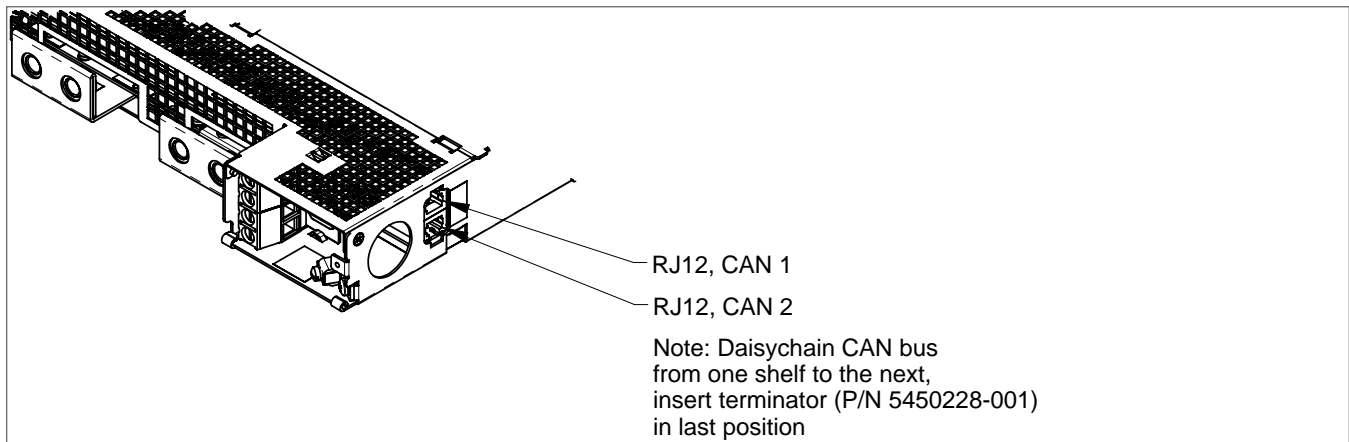 RJ12, CAN 1
RJ12, CAN 2
Note: Daisychain CAN bus
from one shelf to the next,
insert terminator (P/N 5450228-001)
in last position